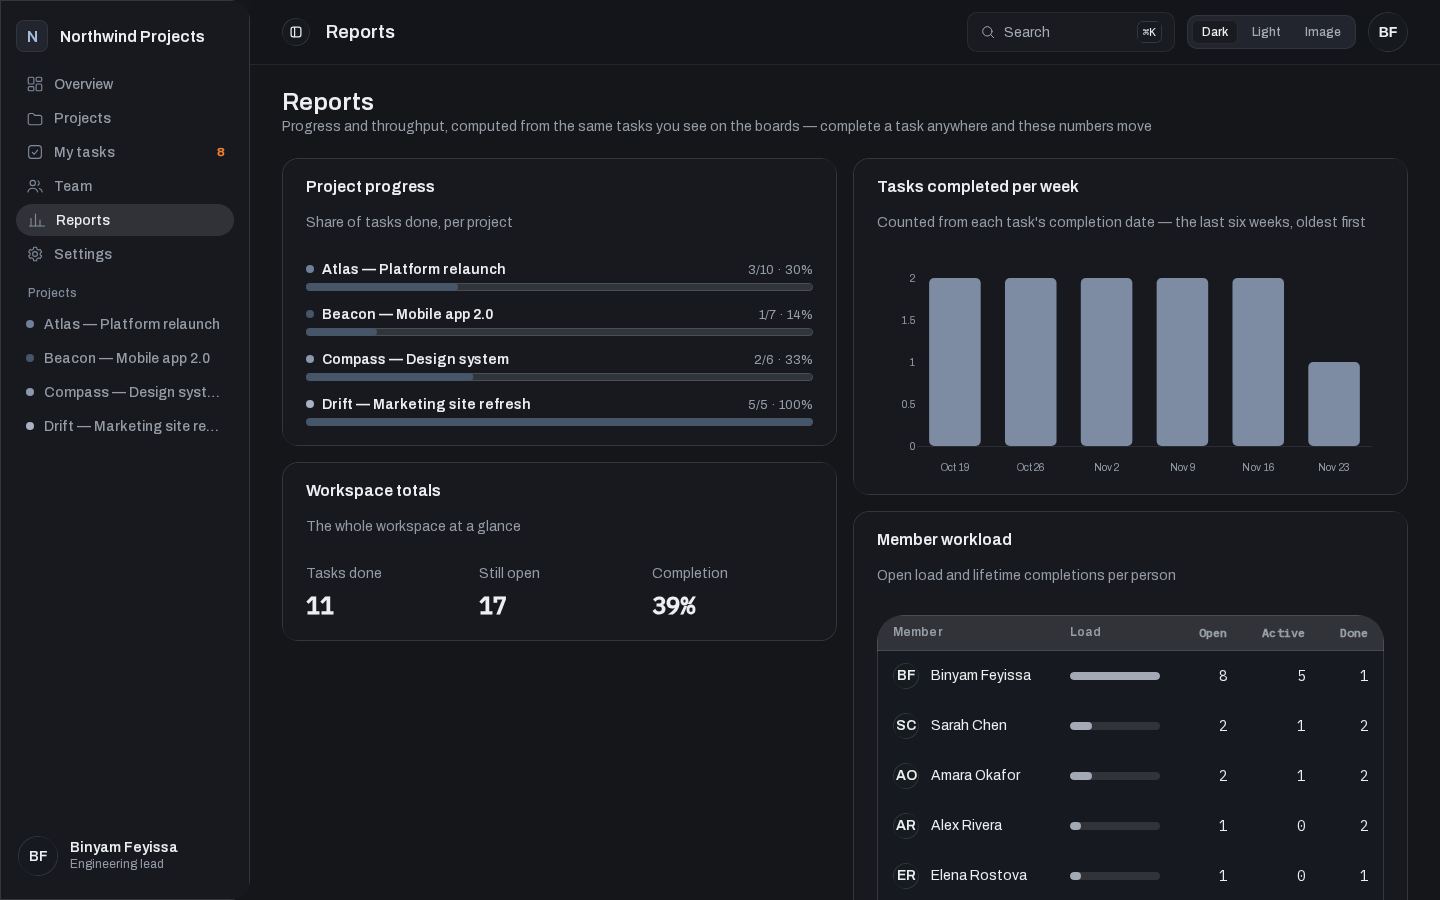 N Northwind Projects
Overview
Projects
My tasks 8
Team
Reports
Settings
Projects
Atlas — Platform relaunch
Beacon — Mobile app 2.0
Compass — Design syst...
Drift — Marketing site re...
BF Binyam Feyissa
Engineering lead
Reports
Search ⌘K
Dark Light Image
BF
Reports
Progress and throughput, computed from the same tasks you see on the boards — complete a task anywhere and these numbers move
Project progress
Share of tasks done, per project
Atlas — Platform relaunch 3/10 · 30%
Beacon — Mobile app 2.0 1/7 · 14%
Compass — Design system 2/6 · 33%
Drift — Marketing site refresh 5/5 · 100%
Workspace totals
The whole workspace at a glance
Tasks done Still open Completion
11 17 39%
Tasks completed per week
Counted from each task's completion date — the last six weeks, oldest first
2
1.5
1
0.5
0
Oct 19 Oct 26 Nov 2 Nov 9 Nov 16 Nov 23
Member workload
Open load and lifetime completions per person
Member Load Open Active Done
BF Binyam Feyissa 8 5 1
SC Sarah Chen 2 1 2
AO Amara Okafor 2 1 2
AR Alex Rivera 1 0 2
ER Elena Rostova 1 0 1